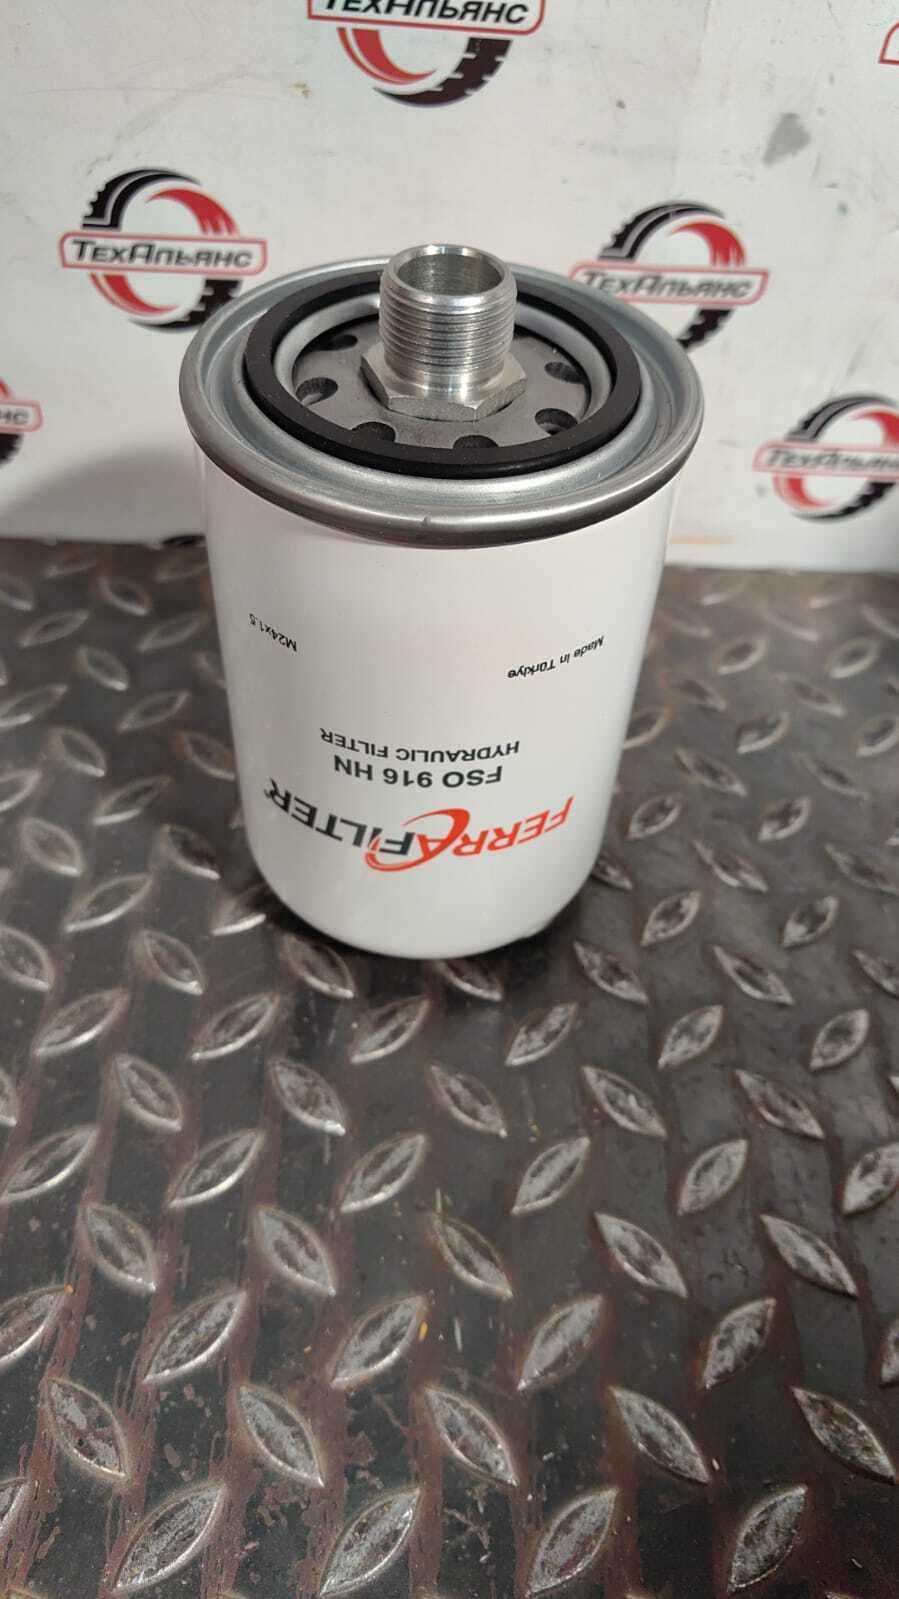 ТЕХАЛЬЯНС
ТЕХАЛЬЯНС
ТЕХАЛЬЯНС
ТЕХАЛЬЯНС
FERRAFILTER
FSO 916 HN
HYDRAULIC FILTER
Made in Türkiye
M24x1.5